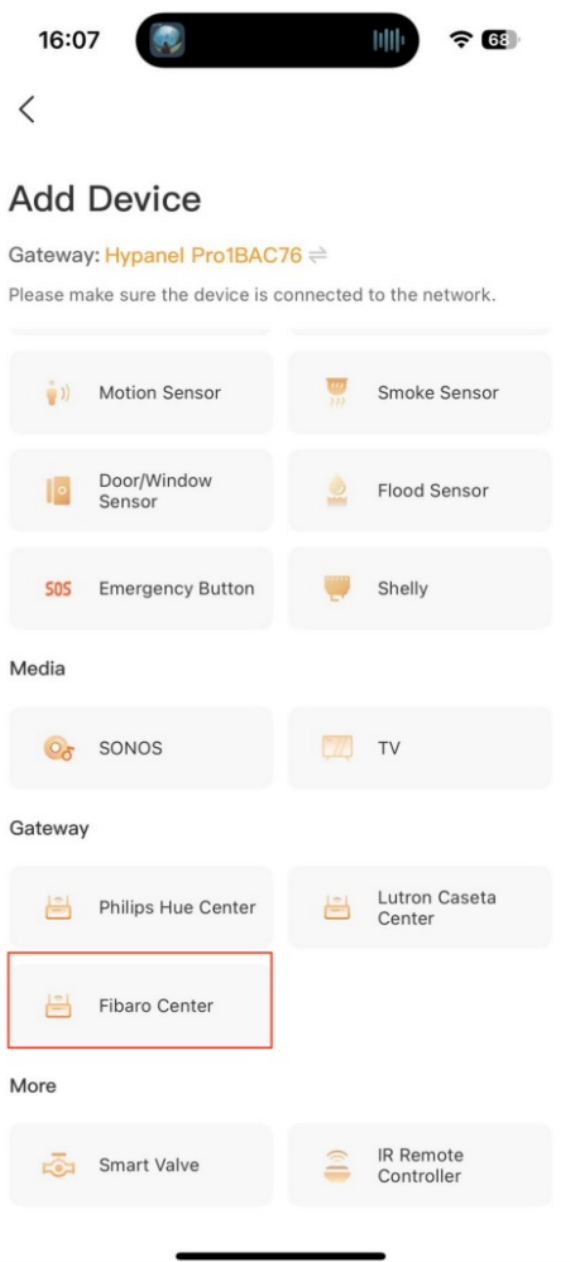 16:07
68
Add Device
Gateway: Hypanel Pro1BAC76
Please make sure the device is connected to the network.
Motion Sensor
Smoke Sensor
Door/Window
Sensor
Flood Sensor
SOS
Emergency Button
Shelly
Media
SONOS
TV
Gateway
Philips Hue Center
Lutron Caseta
Center
Fibaro Center
More
Smart Valve
IR Remote
Controller